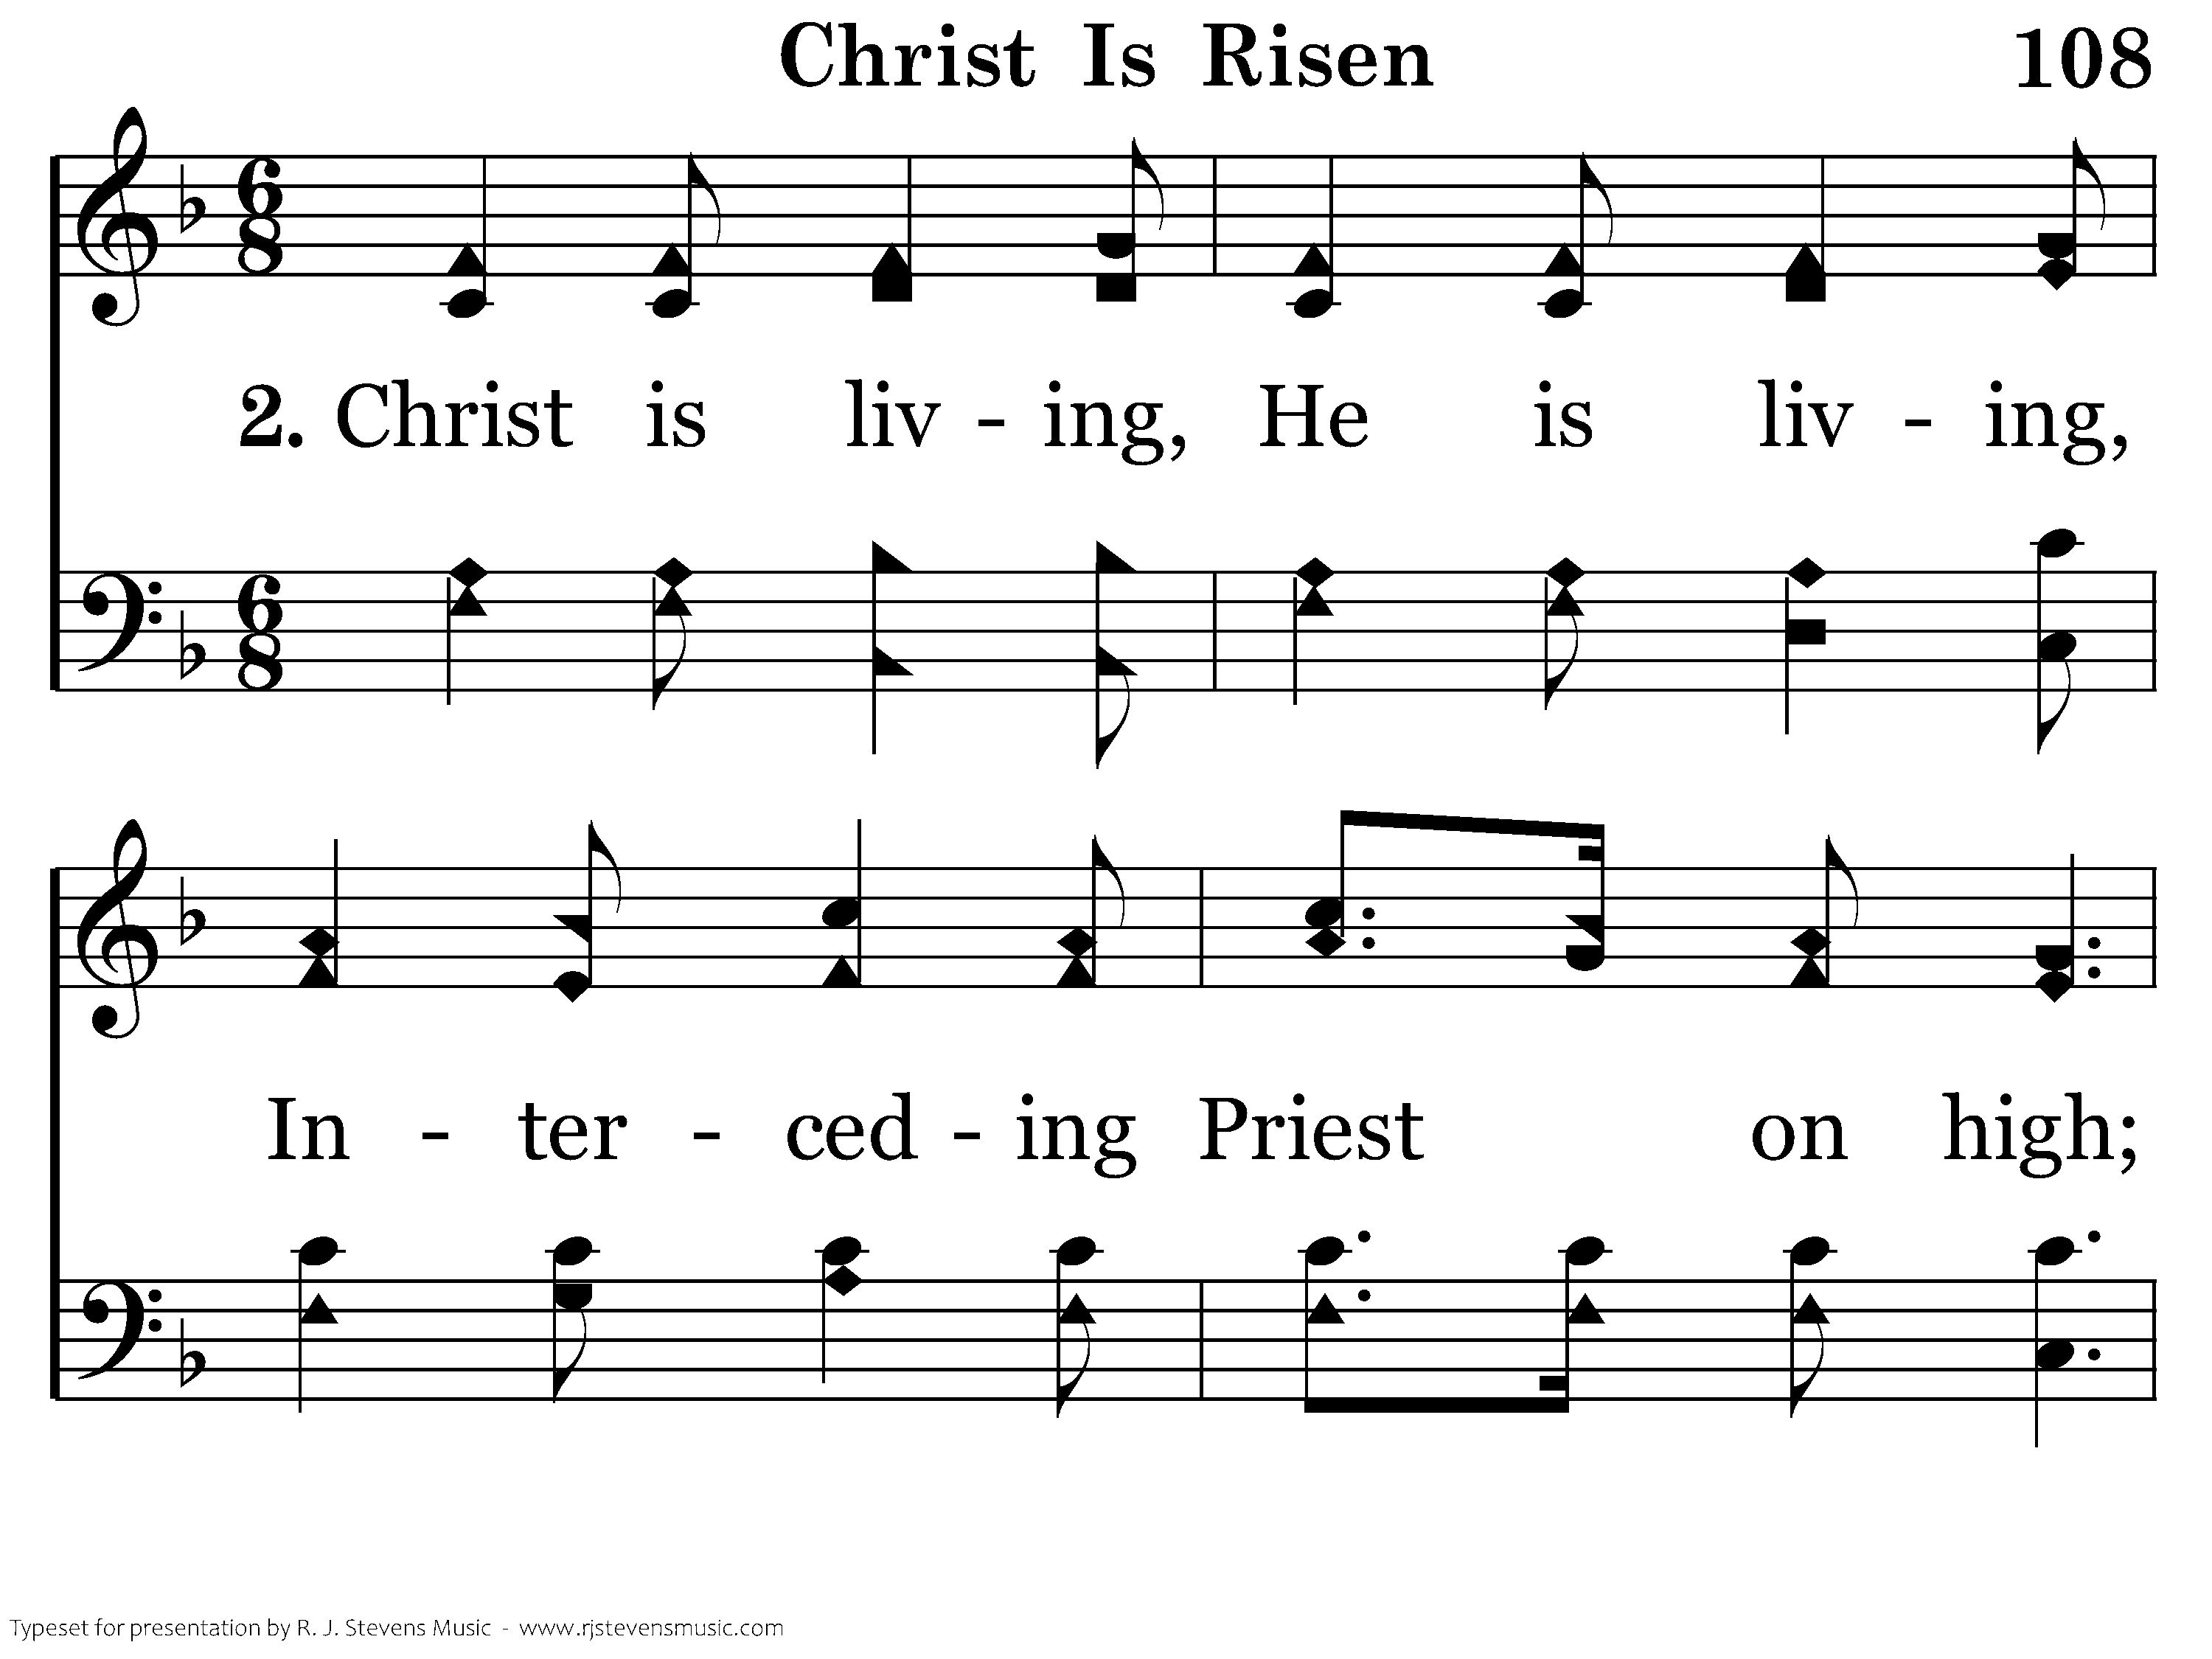 Christ Is Risen 108
2. Christ is liv - ing, He is liv - ing,
In - ter - ced - ing Priest on high;
Typeset for presentation by R. J. Stevens Music - www.rjstevensmusic.com